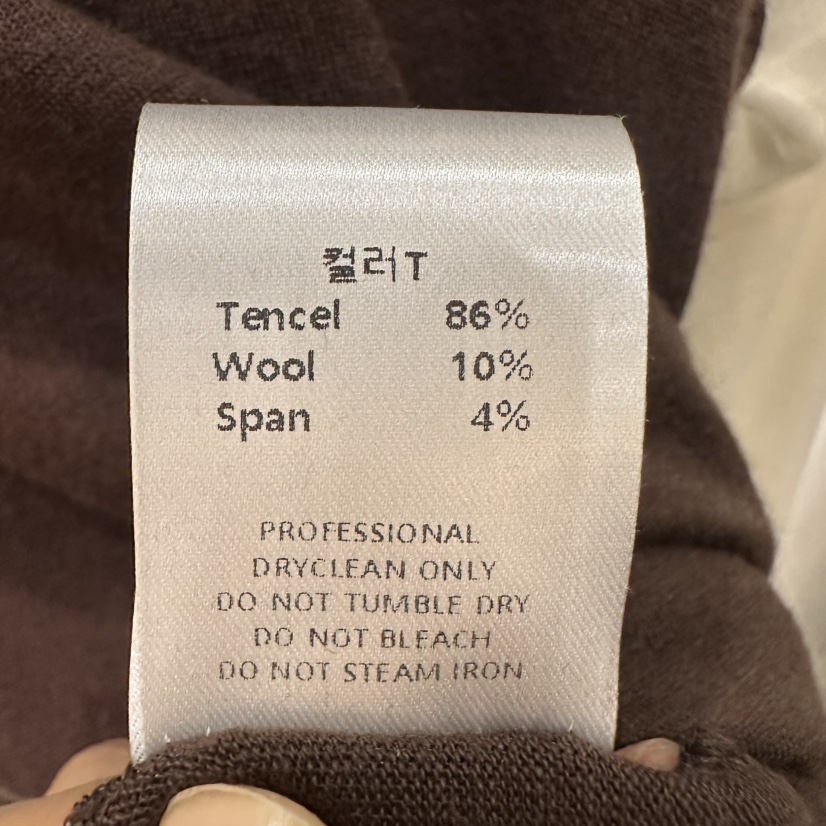 컬러T
Tencel 86%
Wool 10%
Span 4%
PROFESSIONAL
DRYCLEAN ONLY
DO NOT TUMBLE DRY
DO NOT BLEACH
DO NOT STEAM IRON